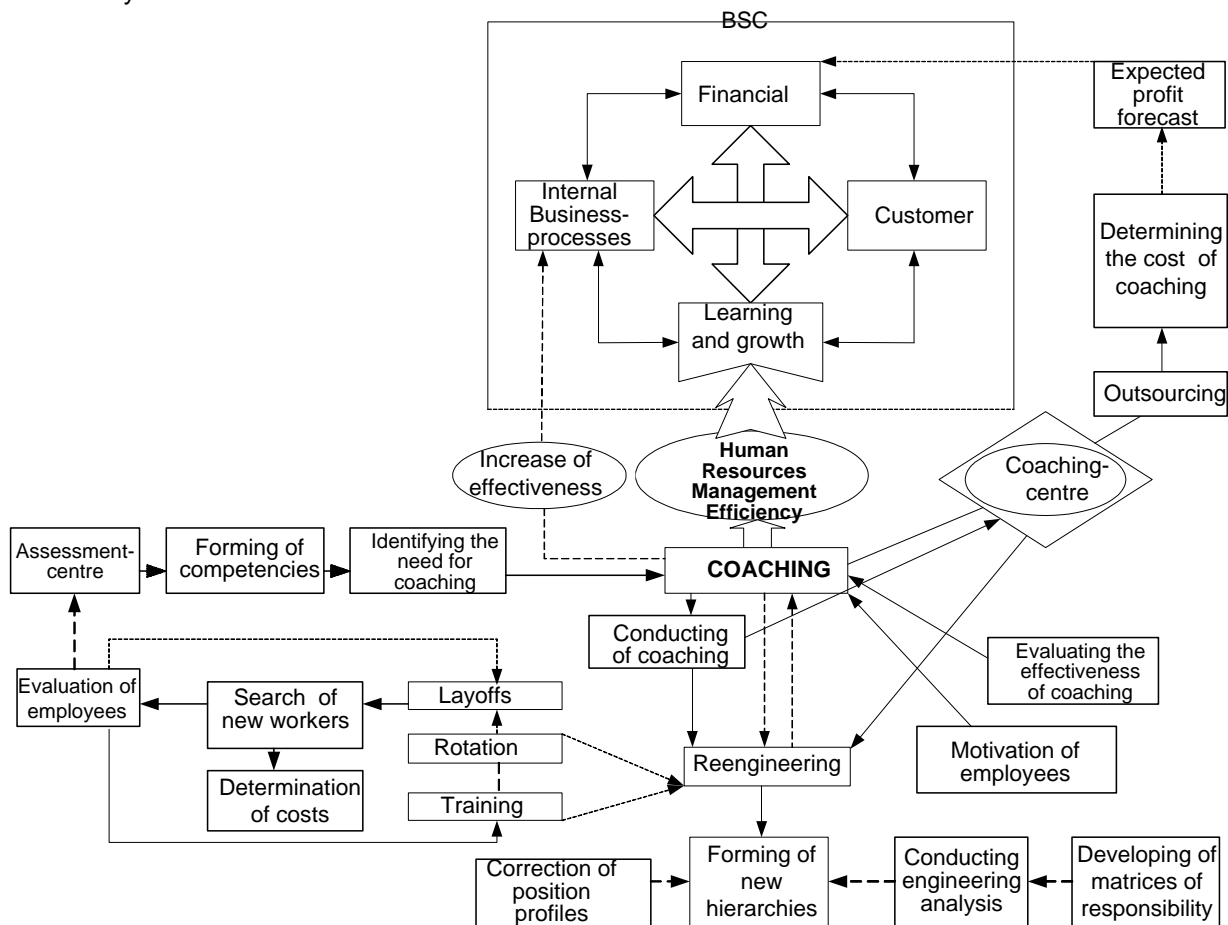 BSC
Financial
Expected
profit
forecast
Internal
Business-
processes
Customer
Determining
the cost of
coaching
Learning
and growth
Outsourcing
Increase of
effectiveness
Human
Resources
Management
Efficiency
Coaching-
centre
Assessment-
centre
Forming of
competencies
Identifying the
need for
coaching
COACHING
Conducting
of coaching
Evaluating the
effectiveness
of coaching
Evaluation of
employees
Search of
new workers
Layoffs
Rotation
Reengineering
Motivation of
employees
Determination
of costs
Training
Correction of
position
profiles
Forming of
new
hierarchies
Conducting
engineering
analysis
Developing of
matrices of
responsibility